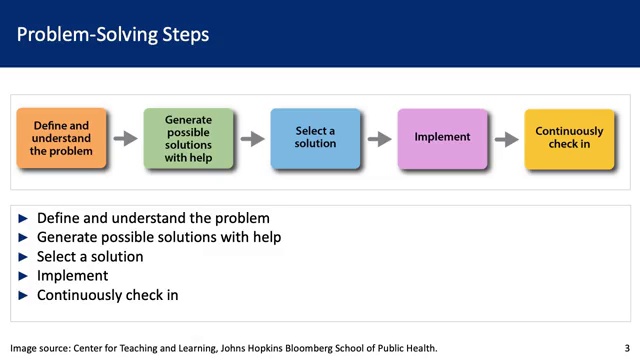 Problem-Solving Steps
Define and
understand
the problem
Generate
possible
solutions
with help
Select a
solution
Implement
Continuously
check in
► Define and understand the problem
► Generate possible solutions with help
► Select a solution
► Implement
► Continuously check in
Image source: Center for Teaching and Learning, Johns Hopkins Bloomberg School of Public Health.
3